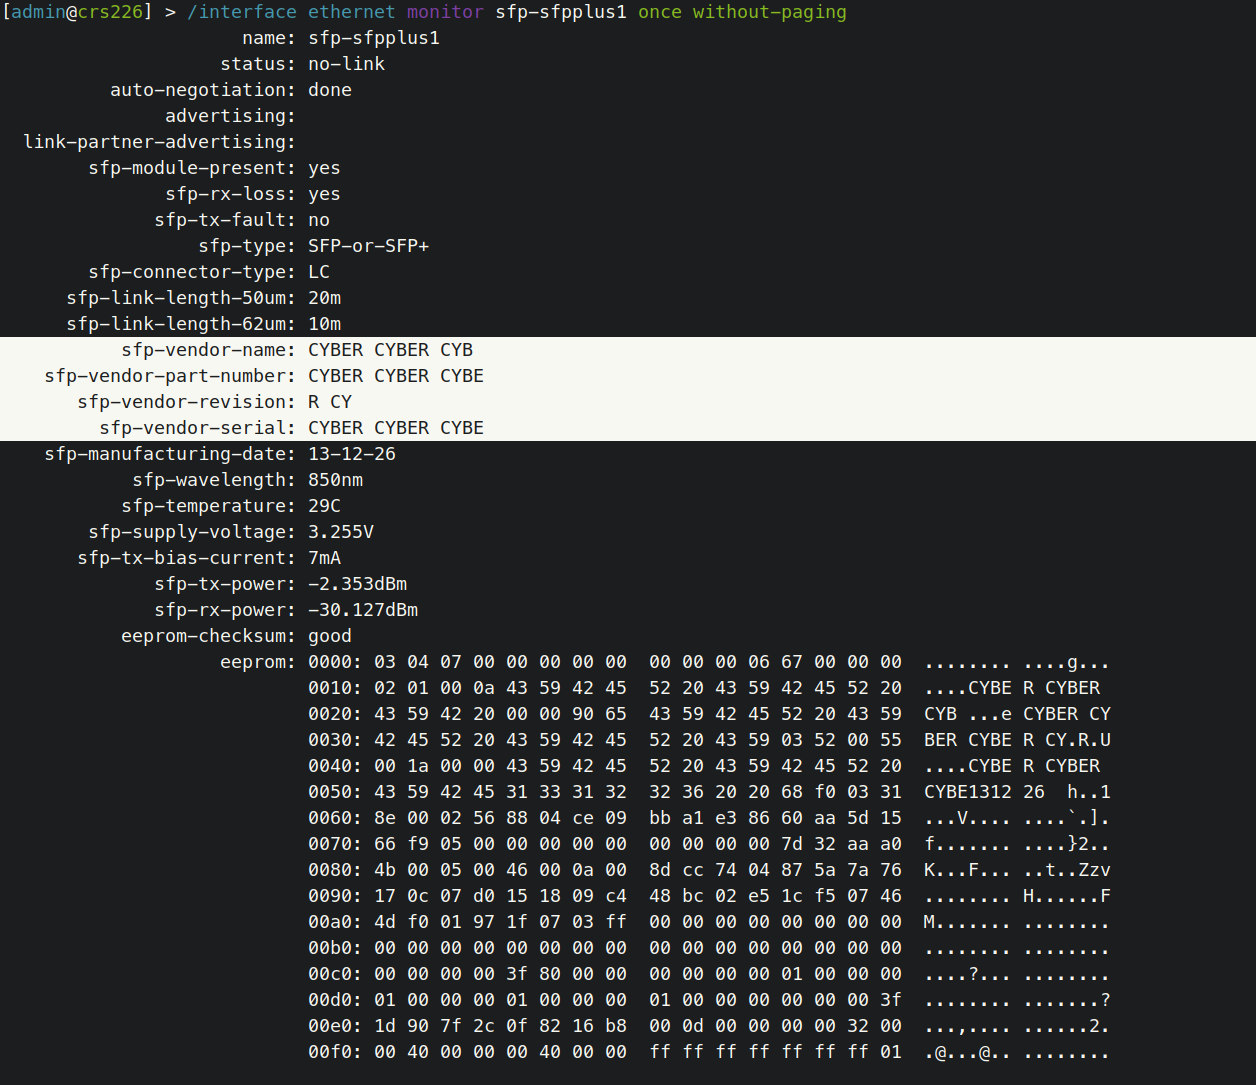 [admin@crs226] > /interface ethernet monitor sfp-sfpplus1 once without-paging
name: sfp-sfpplus1
status: no-link
auto-negotiation: done
advertising:
link-partner-advertising:
sfp-module-present: yes
sfp-rx-loss: yes
sfp-tx-fault: no
sfp-type: SFP-or-SFP+
sfp-connector-type: LC
sfp-link-length-50um: 20m
sfp-link-length-62um: 10m
sfp-vendor-name: CYBER CYBER CYB
sfp-vendor-part-number: CYBER CYBER CYBE
sfp-vendor-revision: R CY
sfp-vendor-serial: CYBER CYBER CYBE
sfp-manufacturing-date: 13-12-26
sfp-wavelength: 850nm
sfp-temperature: 29C
sfp-supply-voltage: 3.255V
sfp-tx-bias-current: 7mA
sfp-tx-power: -2.353dBm
sfp-rx-power: -30.127dBm
eeprom-checksum: good
eeprom: 0000: 03 04 07 00 00 00 00 00  00 00 00 06 67 00 00 00  ........ ....g...
0010: 02 01 00 0a 43 59 42 45  52 20 43 59 42 45 52 20  ....CYBE R CYBER
0020: 43 59 42 20 00 00 90 65  43 59 42 45 52 20 43 59  CYB ...e CYBER CY
0030: 42 45 52 20 43 59 42 45  52 20 43 59 03 52 00 55  BER CYBE R CY.R.U
0040: 00 1a 00 00 43 59 42 45  52 20 43 59 42 45 52 20  ....CYBE R CYBER
0050: 43 59 42 45 31 33 31 32  32 36 20 20 68 f0 03 31  CYBE1312 26  h..1
0060: 8e 00 02 56 88 04 ce 09  bb a1 e3 86 60 aa 5d 15  ...V.... ....`.].
0070: 66 f9 05 00 00 00 00 00  00 00 00 00 7d 32 aa a0  f....... ....}2..
0080: 4b 00 05 00 46 00 0a 00  8d cc 74 04 87 5a 7a 76  K...F... ..t..Zzv
0090: 17 0c 07 d0 15 18 09 c4  48 bc 02 e5 1c f5 07 46  ........ H......F
00a0: 4d f0 01 97 1f 07 03 ff  00 00 00 00 00 00 00 00  M....... ........
00b0: 00 00 00 00 00 00 00 00  00 00 00 00 00 00 00 00  ........ ........
00c0: 00 00 00 00 3f 80 00 00  00 00 00 00 01 00 00 00  ....?... ........
00d0: 01 00 00 00 01 00 00 00  01 00 00 00 00 00 00 3f  ........ .......?
00e0: 1d 90 7f 2c 0f 82 16 b8  00 0d 00 00 00 00 32 00  ...,.... ......2.
00f0: 00 40 00 00 00 40 00 00  ff ff ff ff ff ff ff 01  .@...@.. ........